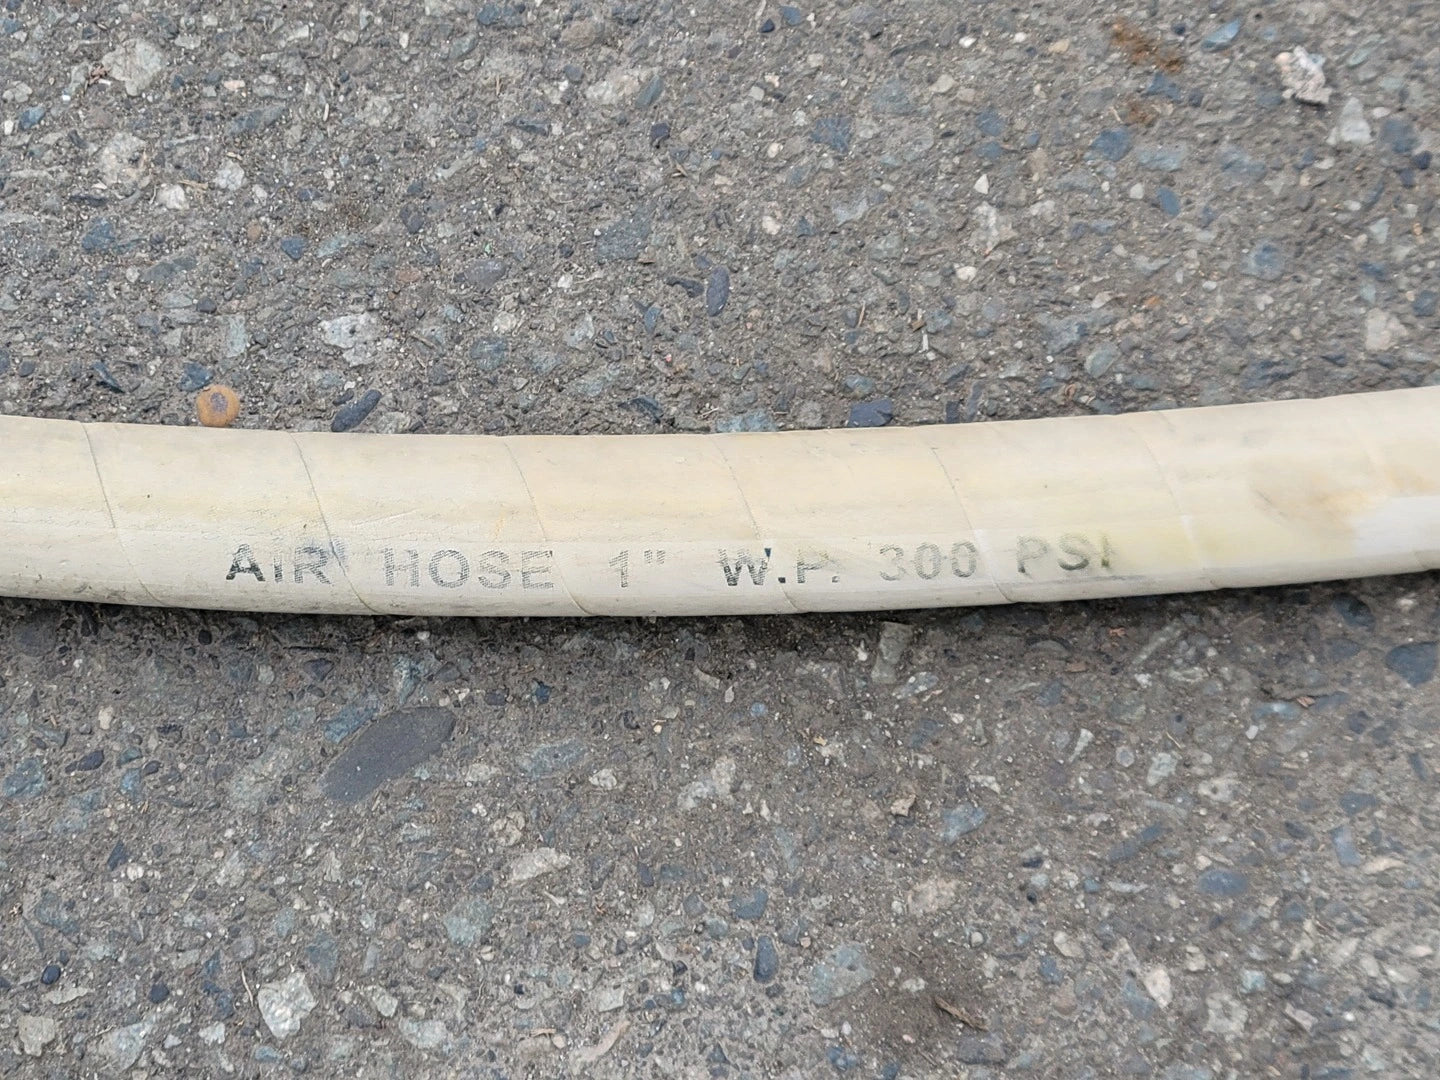 AIR HOSE 1" W.P. 300 PSI